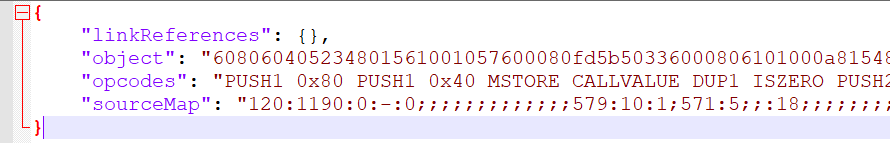 {
"linkReferences": {},
"object": "608060405234801561001057600080fd5b50336000806101000a81548
"opcodes": "PUSH1 0x80 PUSH1 0x40 MSTORE CALLVALUE DUP1 ISZERO PUSH2
"sourceMap": "120:1190:0:-:0;;;;;;;;;;;;;579:10:1;571:5;;:18;;;;;;;;;
}